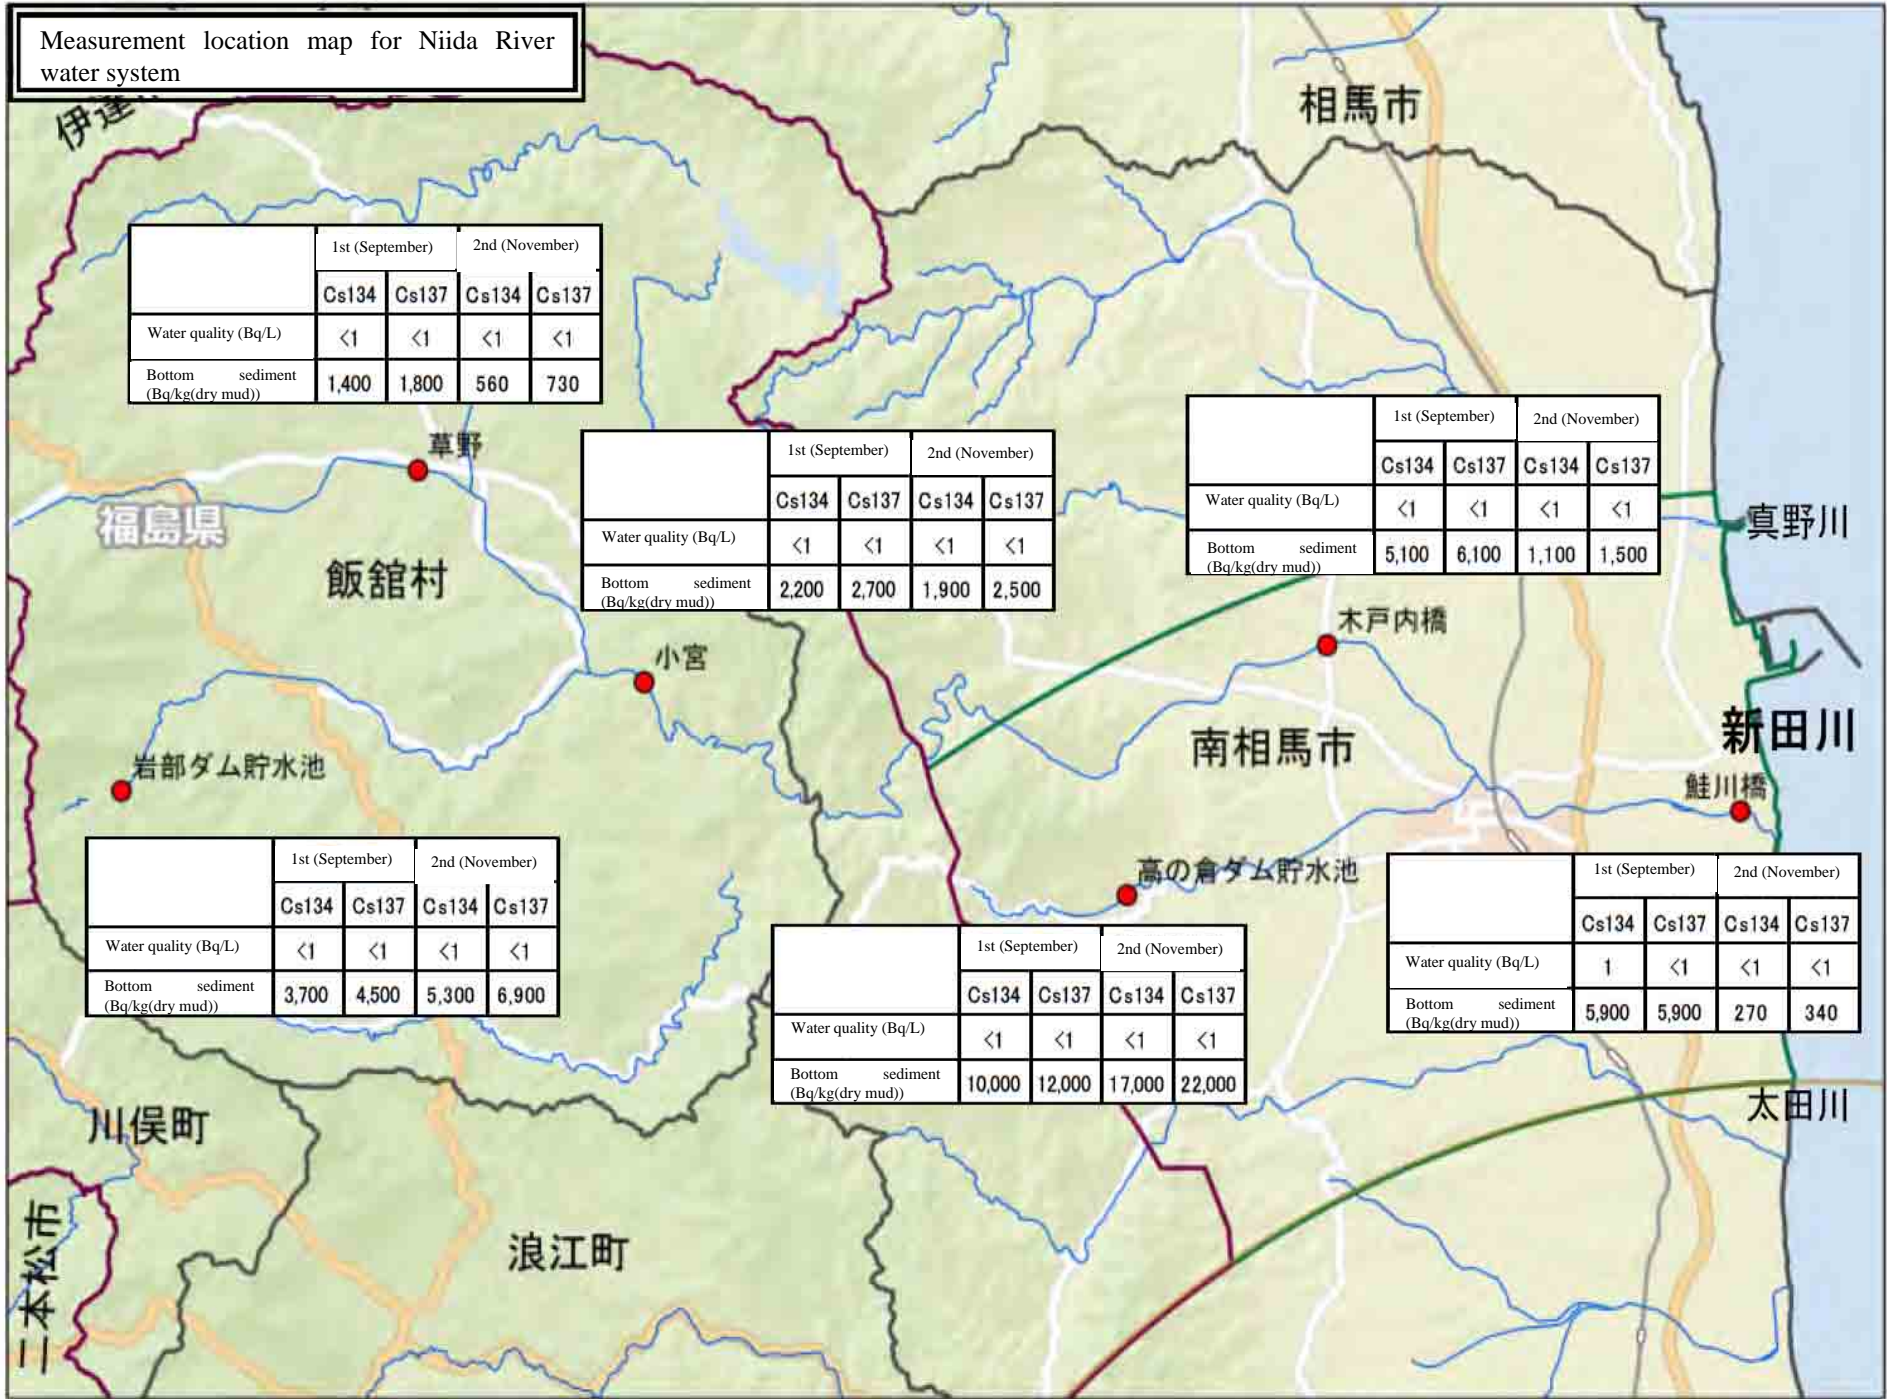 Measurement location map for Niida River
water system
相馬市
	1st (September)	2nd (November)
Cs134 Cs137 Cs134 Cs137
Water quality (Bq/L) <1 <1 <1 <1
Bottom sediment
(Bq/kg(dry mud)) 1,400 1,800 560 730
草野
福島県
飯舘村
1st (September) 2nd (November)
Cs134 Cs137 Cs134 Cs137
Water quality (Bq/L) <1 <1 <1 <1
Bottom sediment
(Bq/kg(dry mud)) 2,200 2,700 1,900 2,500
1st (September) 2nd (November)
Cs134 Cs137 Cs134 Cs137
Water quality (Bq/L) <1 <1 <1 <1
Bottom sediment
(Bq/kg(dry mud)) 5,100 6,100 1,100 1,500
真野川
木戸内橋
小宮
南相馬市
新田川
岩部ダム貯水池
鮭川橋
1st (September) 2nd (November)
Cs134 Cs137 Cs134 Cs137
Water quality (Bq/L) <1 <1 <1 <1
Bottom sediment
(Bq/kg(dry mud)) 3,700 4,500 5,300 6,900
高の倉ダム貯水池
1st (September) 2nd (November)
Cs134 Cs137 Cs134 Cs137
Water quality (Bq/L) <1 <1 <1 <1
Bottom sediment
(Bq/kg(dry mud)) 10,000 12,000 17,000 22,000
1st (September) 2nd (November)
Cs134 Cs137 Cs134 Cs137
Water quality (Bq/L) 1 <1 <1 <1
Bottom sediment
(Bq/kg(dry mud)) 5,900 5,900 270 340
太田川
川俣町
浪江町
二本松市